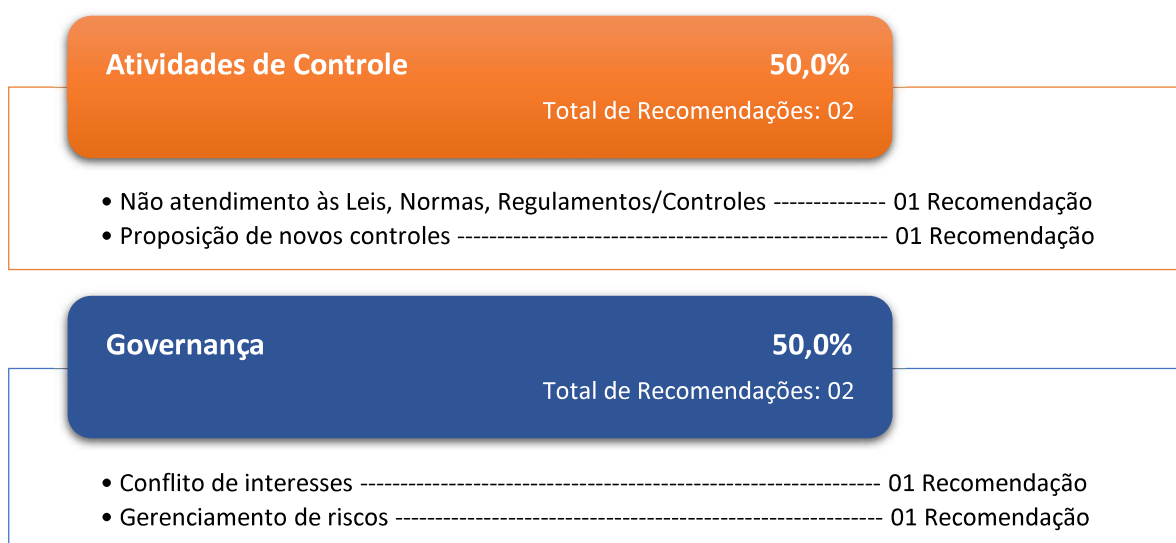 Atividades de Controle 50,0%
Total de Recomendações: 02
• Não atendimento às Leis, Normas, Regulamentos/Controles -------------- 01 Recomendação
• Proposição de novos controles ------------------------------------------------------ 01 Recomendação
Governança 50,0%
Total de Recomendações: 02
• Conflito de interesses ----------------------------------------------------------------- 01 Recomendação
• Gerenciamento de riscos ------------------------------------------------------------- 01 Recomendação